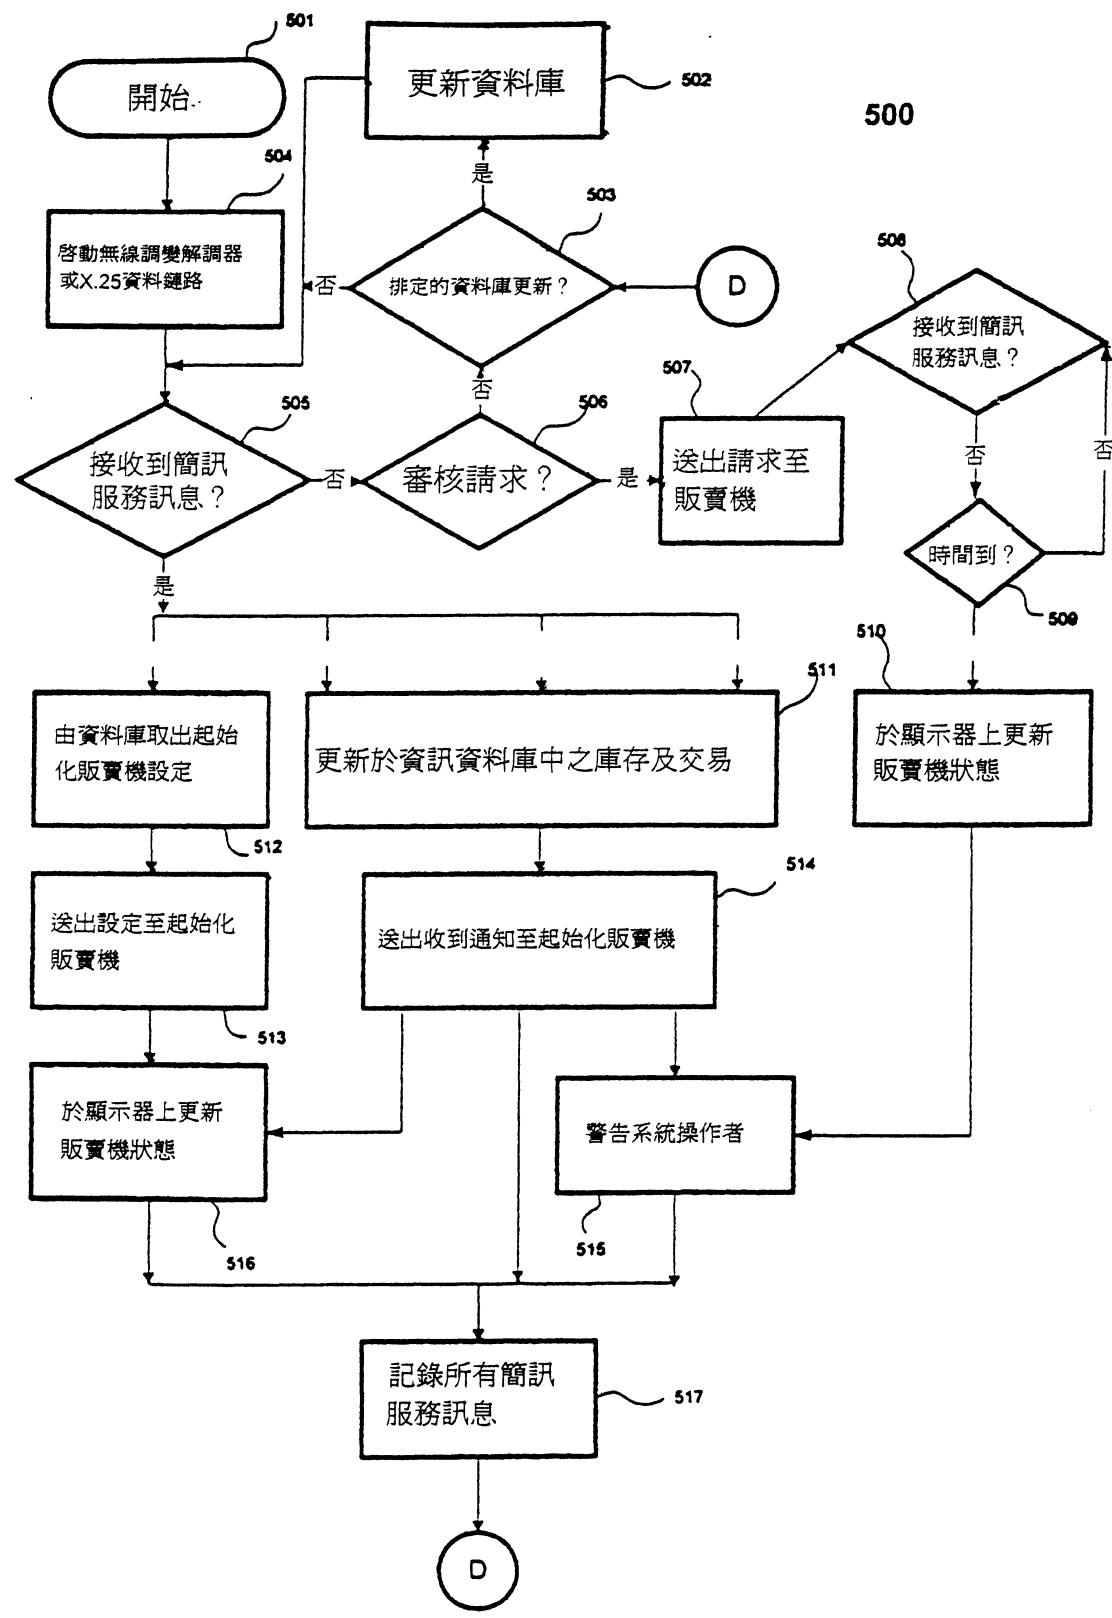 501
開始
502
更新資料庫
500
504
是
503
啓動無線調變解調器
或X.25資料鏈路
否
排定的資料庫更新？
D
508
接收到簡訊
服務訊息？
507
505
否
506
接收到簡訊
服務訊息？
否
審核請求？
是
送出請求至
販賣機
否
否
時間到？
509
是
510
511
由資料庫取出起始
化販賣機設定
更新於資訊資料庫中之庫存及交易
於顯示器上更新
販賣機狀態
512
514
送出設定至起始化
販賣機
送出收到通知至起始化販賣機
513
於顯示器上更新
販賣機狀態
警告系統操作者
516
515
記錄所有簡訊
服務訊息
517
D